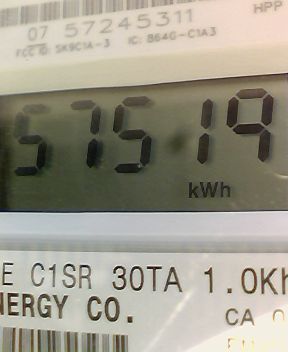 HPP
07 57245311
FCC ID: SK9C1A-3 IC: 864G-C1A3
57519
kWh
E C1SR 30TA 1.0Kh
NERGY CO.
CA